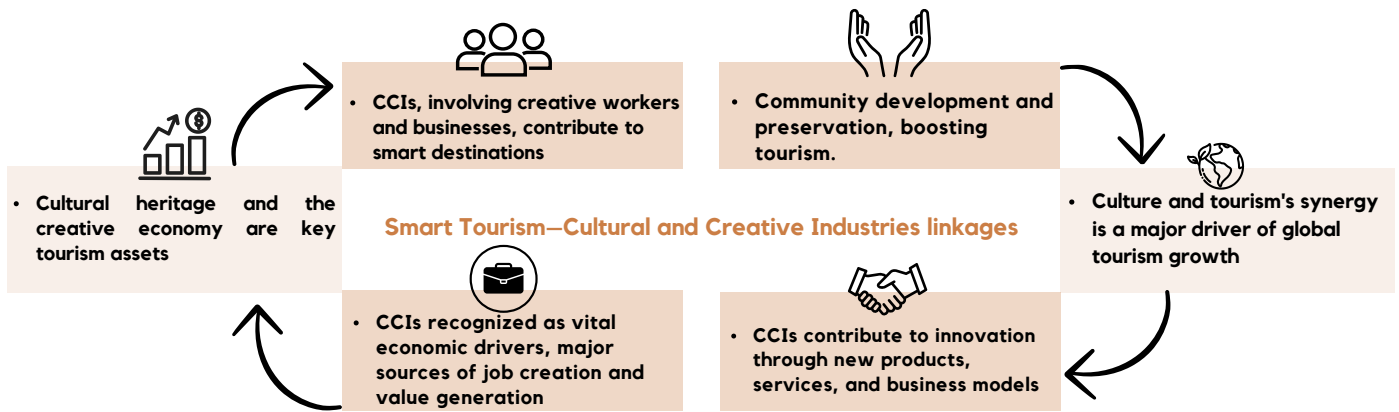 • CCIs, involving creative workers
and businesses, contribute to
smart destinations
• Community development and
preservation, boosting
tourism.
• Cultural heritage and the
creative economy are key
tourism assets
Smart Tourism—Cultural and Creative Industries linkages
• Culture and tourism's synergy
is a major driver of global
tourism growth
• CCIs recognized as vital
economic drivers, major
sources of job creation and
value generation
• CCIs contribute to innovation
through new products,
services, and business models